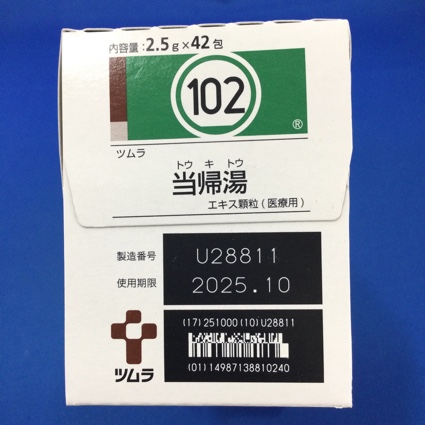 内容量:2.5g×42包
102
®
ツムラ
トウ キ トウ
当帰湯
エキス顆粒(医療用)
製造番号 U28811
使用期限 2025.10
(17)251000(10)U28811
(01)14987138810240
ツムラ